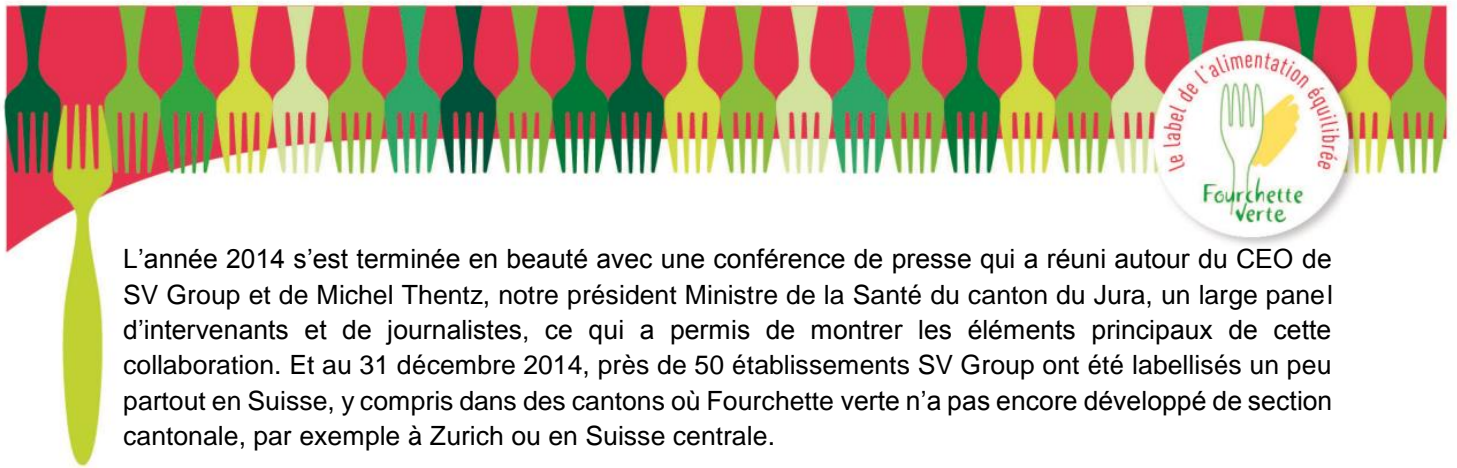 le label de l'alimentation équilibrée
Fourchette
verte
L'année 2014 s'est terminée en beauté avec une conférence de presse qui a réuni autour du CEO de
SV Group et de Michel Thentz, notre président Ministre de la Santé du canton du Jura, un large panel
d'intervenants et de journalistes, ce qui a permis de montrer les éléments principaux de cette
collaboration. Et au 31 décembre 2014, près de 50 établissements SV Group ont été labellisés un peu
partout en Suisse, y compris dans des cantons où Fourchette verte n'a pas encore développé de section
cantonale, par exemple à Zurich ou en Suisse centrale.